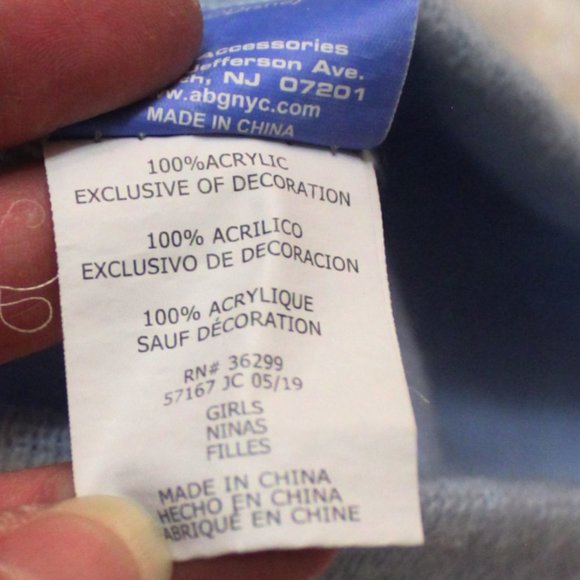 Accessories
Jefferson Ave.
NJ 07201
w.abgnyc.com
MADE IN CHINA
100%ACRYLIC
EXCLUSIVE OF DECORATION
100% ACRILICO
EXCLUSIVO DE DECORACION
100% ACRYLIQUE
SAUF DÉCORATION
RN# 36299
57167 JC 05/19
GIRLS
NINAS
FILLES
MADE IN CHINA
HECHO EN CHINA
ABRIQUÉ EN CHINE